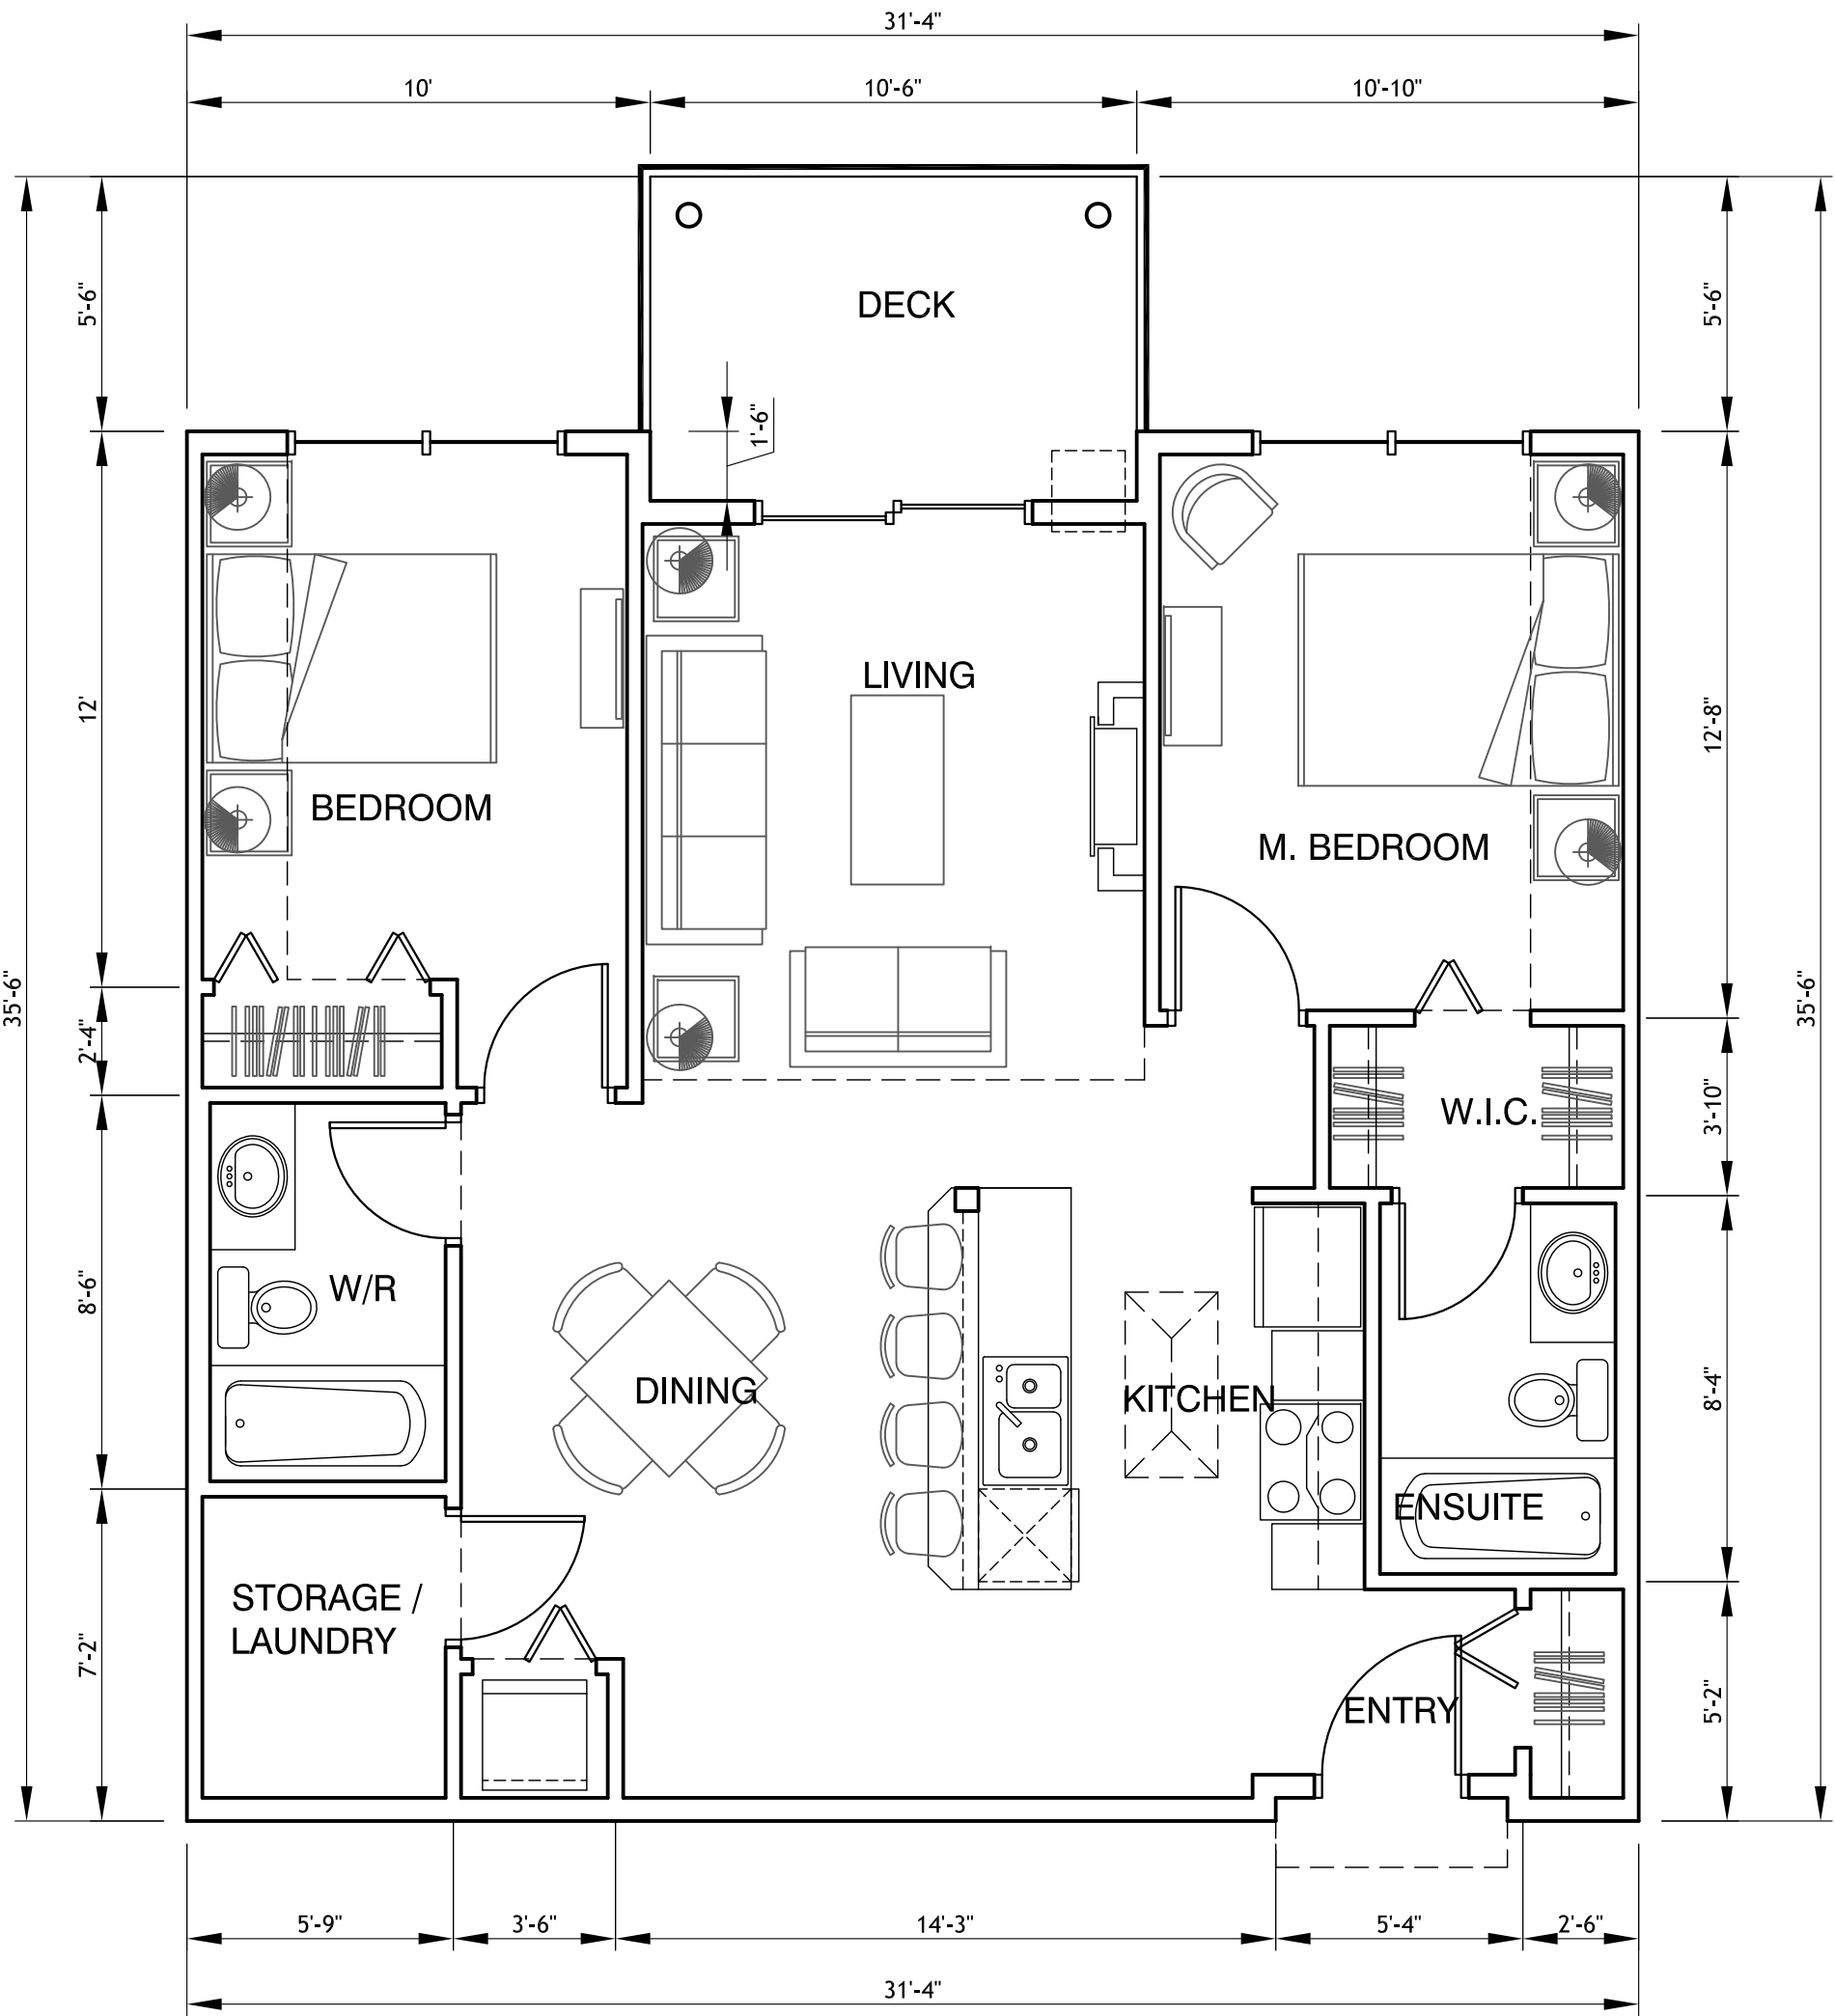 31'-4"
10'
10'-6"
10'-10"
5'-6"
DECK
5'-6"
1'-6"
LIVING
12'
12'-8"
BEDROOM
M. BEDROOM
35'-6"
35'-6"
2'-4"
W.I.C.
3'-10"
W/R
8'-6"
DINING
KITCHEN
8'-4"
ENSUITE
STORAGE /
LAUNDRY
7'-2"
ENTRY
5'-2"
5'-9"
3'-6"
14'-3"
5'-4"
2'-6"
31'-4"